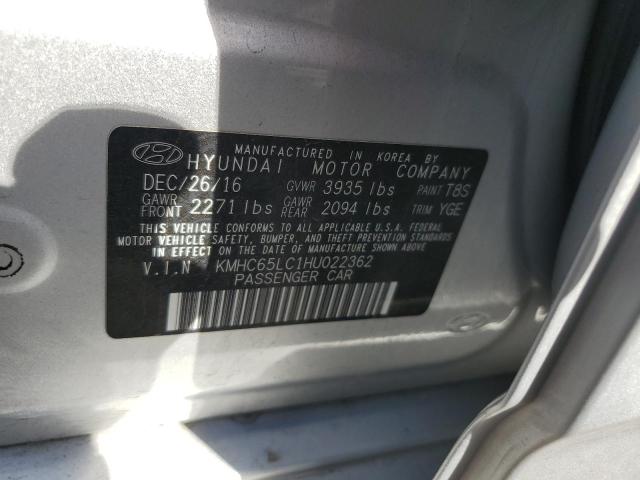 MANUFACTURED IN KOREA BY
HYUNDAI MOTOR COMPANY
DEC/26/16 GVWR 3935 lbs PAINT T8S
GAWR FRONT 2271 lbs GAWR REAR 2094 lbs TRIM YGE
THIS VEHICLE CONFORMS TO ALL APPLICABLE U.S.A. FEDERAL
MOTOR VEHICLE SAFETY, BUMPER, AND THEFT PREVENTION STANDARDS
IN EFFECT ON THE DATE OF MANUFACTURE SHOWN ABOVE.
V.I.N KMHC65LC1HU022362
PASSENGER CAR